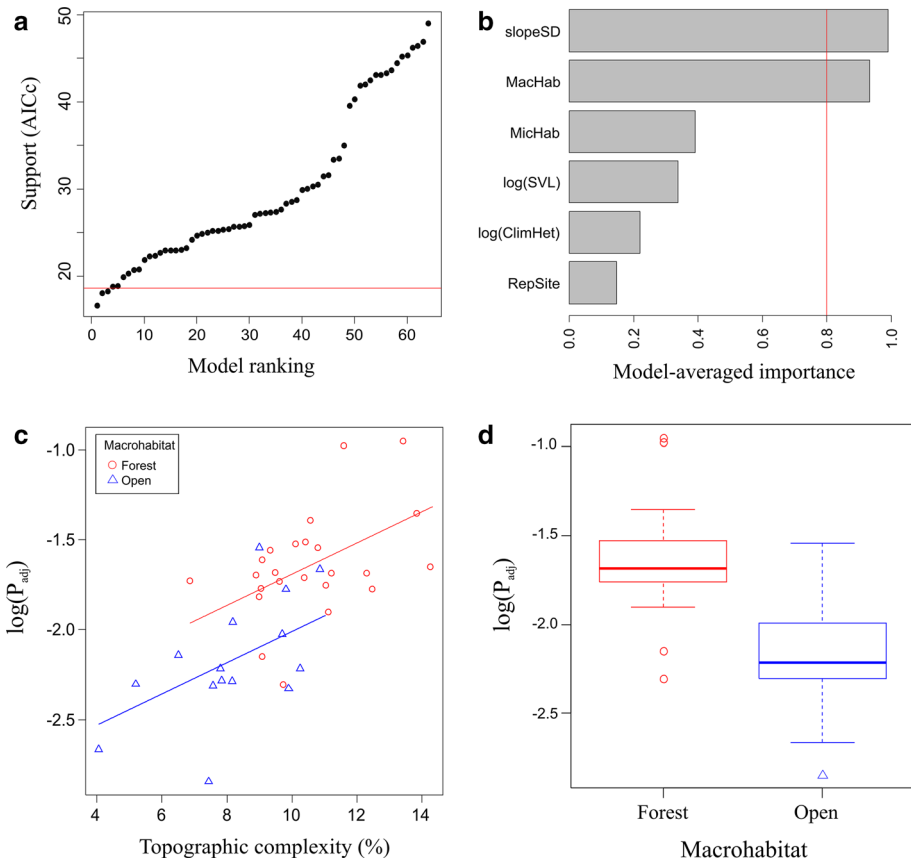 a
50
40
30
20
Support (AICc)
0
10
20
30
40
50
60
Model ranking
b
slopeSD
MacHab
MicHab
log(SVL)
log(ClimHet)
RepSite
0.0
0.2
0.4
0.6
0.8
1.0
Model-averaged importance
c
Macrohabitat
Forest
Open
-1.0
-1.5
-2.0
-2.5
log(Padj)
4
6
8
10
12
14
Topographic complexity (%)
d
-1.0
-1.5
-2.0
-2.5
log(Padj)
Forest
Open
Macrohabitat